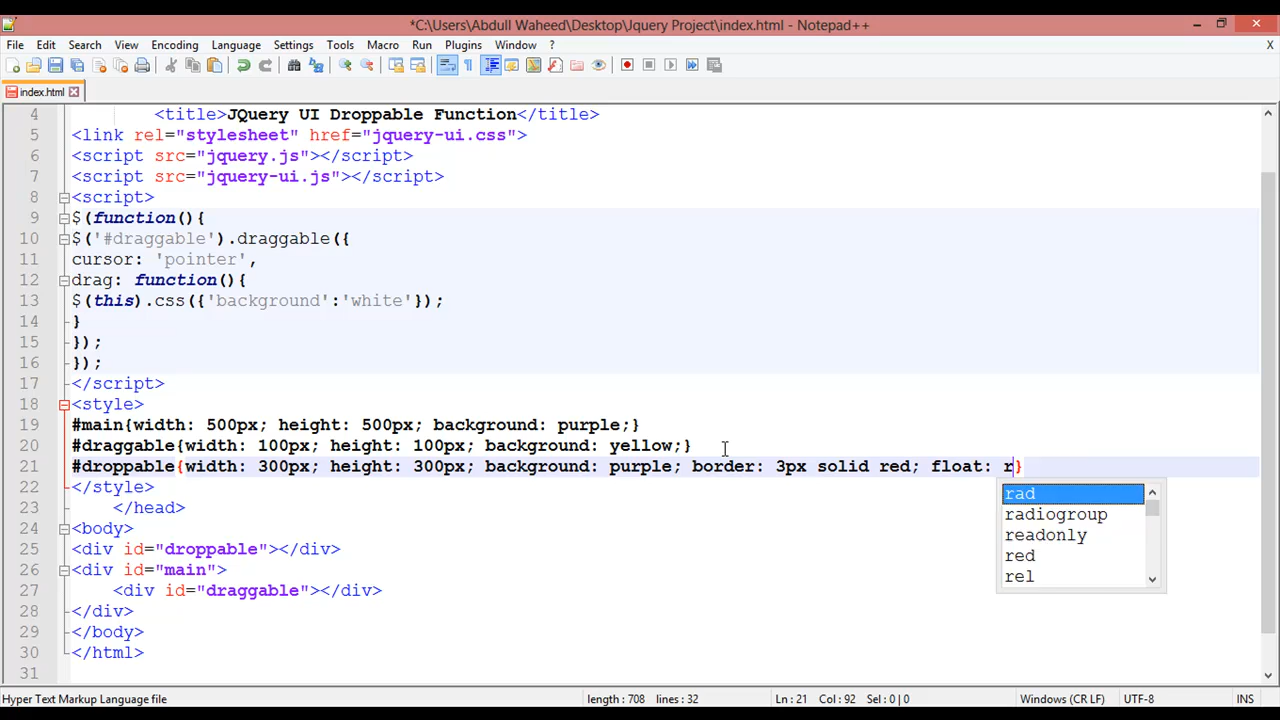 *C:\Users\Abdull Waheed\Desktop\Jquery Project\index.html - Notepad++
File Edit Search View Encoding Language Settings Tools Macro Run Plugins Window ? X
index.html
4 <title>JQuery UI Droppable Function</title>
5 <link rel="stylesheet" href="jquery-ui.css">
6 <script src="jquery.js"></script>
7 <script src="jquery-ui.js"></script>
8 <script>
9 $(function(){
10 $('#draggable').draggable({
11 cursor: 'pointer',
12 drag: function(){
13 $(this).css({'background':'white'});
14 }
15 });
16 });
17 </script>
18 <style>
19 #main{width: 500px; height: 500px; background: purple;}
20 #draggable{width: 100px; height: 100px; background: yellow;}
21 #droppable{width: 300px; height: 300px; background: purple; border: 3px solid red; float: r}
22 </style>
rad
23 </head>
radiogroup
24 <body>
readonly
25 <div id="droppable"></div>
red
26 <div id="main">
rel
27 <div id="draggable"></div>
28 </div>
29 </body>
30 </html>
31
Hyper Text Markup Language file length : 708 lines : 32 Ln : 21 Col : 92 Sel : 0 | 0 Windows (CR LF) UTF-8 INS